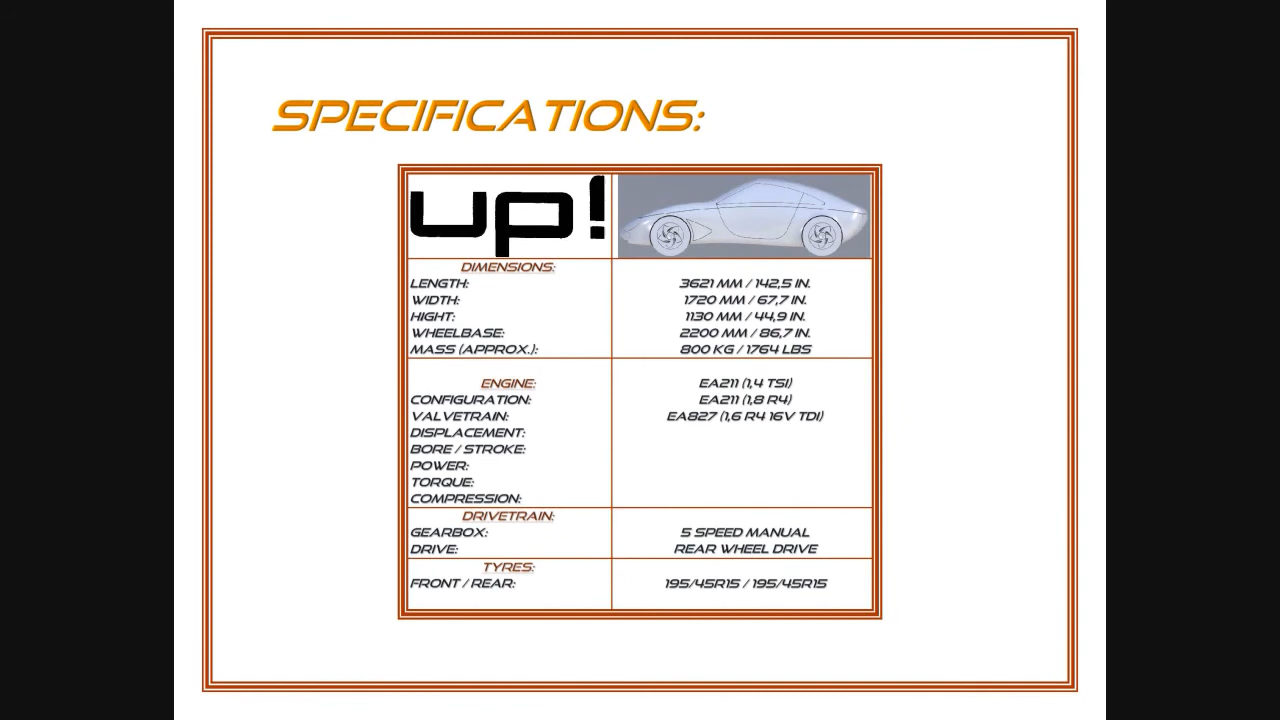 SPECIFICATIONS:
up!
DIMENSIONS:
LENGTH: 3621 MM / 142,5 IN.
WIDTH: 1720 MM / 67,7 IN.
HIGHT: 1130 MM / 44,9 IN.
WHEELBASE: 2200 MM / 86,7 IN.
MASS (APPROX.): 800 KG / 1764 LBS
ENGINE: EA211 (1,4 TSI)
CONFIGURATION: EA211 (1,8 R4)
VALVETRAIN: EA827 (1,6 R4 16V TDI)
DISPLACEMENT:
BORE / STROKE:
POWER:
TORQUE:
COMPRESSION:
DRIVETRAIN:
GEARBOX: 5 SPEED MANUAL
DRIVE: REAR WHEEL DRIVE
TYRES:
FRONT / REAR: 195/45R15 / 195/45R15